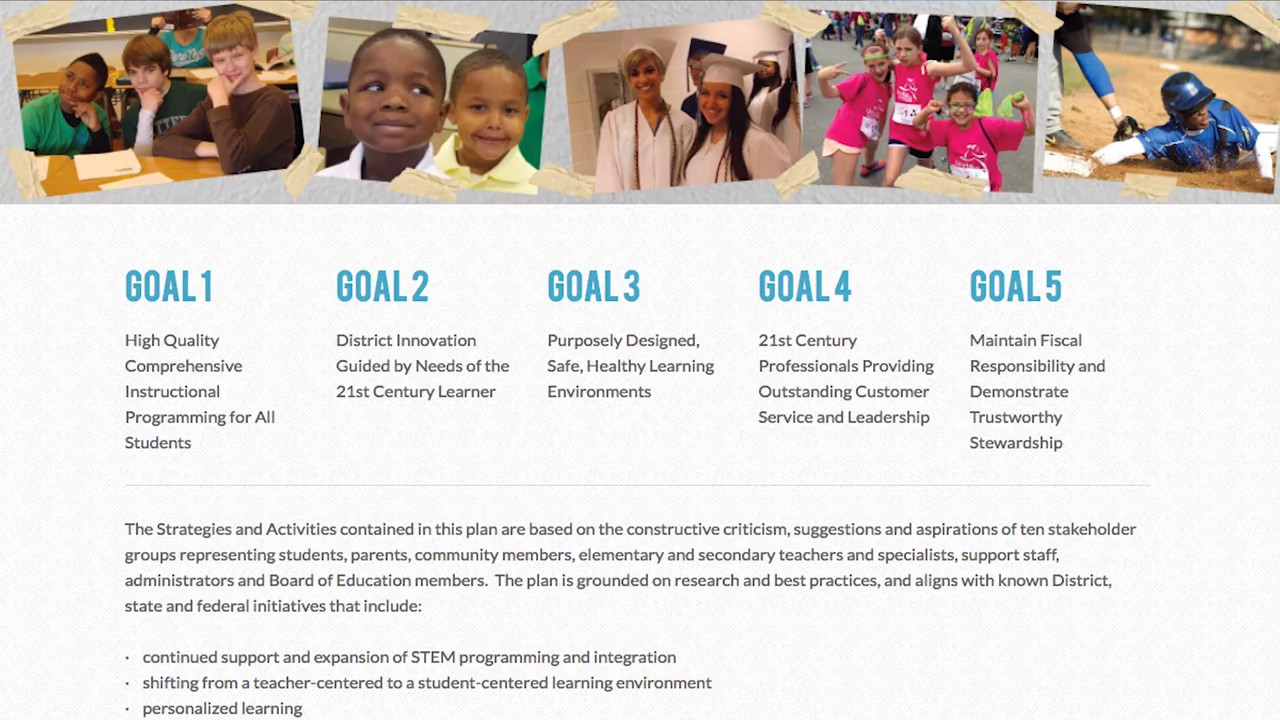 GOAL 1
High Quality
Comprehensive
Instructional
Programming for All
Students
GOAL 2
District Innovation
Guided by Needs of the
21st Century Learner
GOAL 3
Purposely Designed,
Safe, Healthy Learning
Environments
GOAL 4
21st Century
Professionals Providing
Outstanding Customer
Service and Leadership
GOAL 5
Maintain Fiscal
Responsibility and
Demonstrate
Trustworthy
Stewardship
The Strategies and Activities contained in this plan are based on the constructive criticism, suggestions and aspirations of ten stakeholder
groups representing students, parents, community members, elementary and secondary teachers and specialists, support staff,
administrators and Board of Education members. The plan is grounded on research and best practices, and aligns with known District,
state and federal initiatives that include:
· continued support and expansion of STEM programming and integration
· shifting from a teacher-centered to a student-centered learning environment
· personalized learning